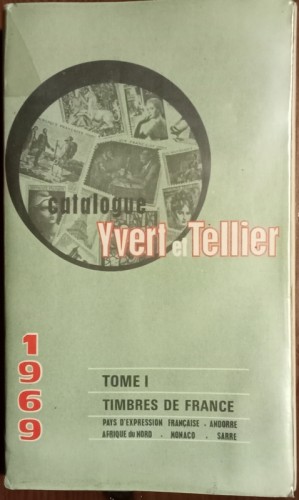 catalogue
Yvert et Tellier
1969
TOME I
TIMBRES DE FRANCE
PAYS D'EXPRESSION FRANÇAISE - ANDORRE
AFRIQUE DU NORD - MONACO - SARRE